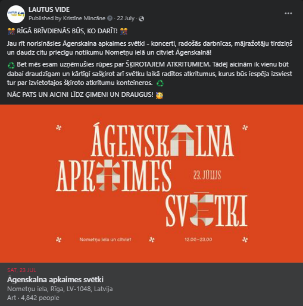 LAUTUS VIDE
Published by Kristīne Mincāne · 22 July ·
RĪGĀ BRĪVDIENĀS BŪS, KO DARĪT!
Jau rīt norisināsies Āgenskalna apkaimes svētki - koncerti, radošās darbnīcas, mājražotāju tirdziņš
un daudz citu priecīgu notikumu Nometņu ielā un citviet Āgenskalnā!
Bet mēs esam uzņēmušies rūpes par ŠĶIROTAJIEM ATKRITUMIEM. Tādēļ aicinām ik vienu būt
dabai draudzīgam un kārtīgi sašķirot arī svētku laikā radītos atkritumus, kurus būs iespēja izsviest
tur par izvietotajos šķiroto atkritumu konteineros.
NĀC PATS UN AICINI LĪDZ ĢIMENI UN DRAUGUS!
ĀGENSKALNA
APKAIMES
23. JŪLIJS
SVĒTKI
Nometņu iela un citviet
12:00-23:00
SAT, 23 JUL
Āgenskalna apkaimes svētki
Nometņu iela, Rīga, LV-1048, Latvija
Art · 4,842 people